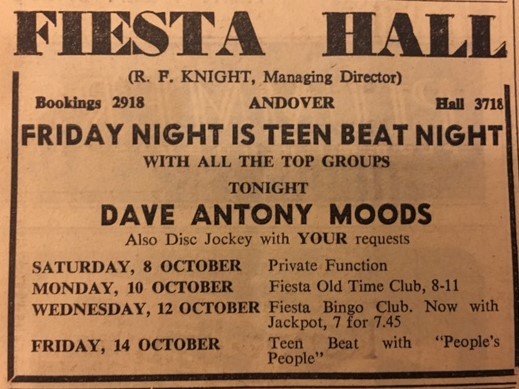 FIESTA HALL
(R. F. KNIGHT, Managing Director)
Bookings 2918 ANDOVER Hall 3718
FRIDAY NIGHT IS TEEN BEAT NIGHT
WITH ALL THE TOP GROUPS
TONIGHT
DAVE ANTONY MOODS
Also Disc Jockey with YOUR requests
SATURDAY, 8 OCTOBER Private Function
MONDAY, 10 OCTOBER Fiesta Old Time Club, 8-11
WEDNESDAY, 12 OCTOBER Fiesta Bingo Club. Now with
Jackpot, 7 for 7.45
FRIDAY, 14 OCTOBER Teen Beat with "People's
People"